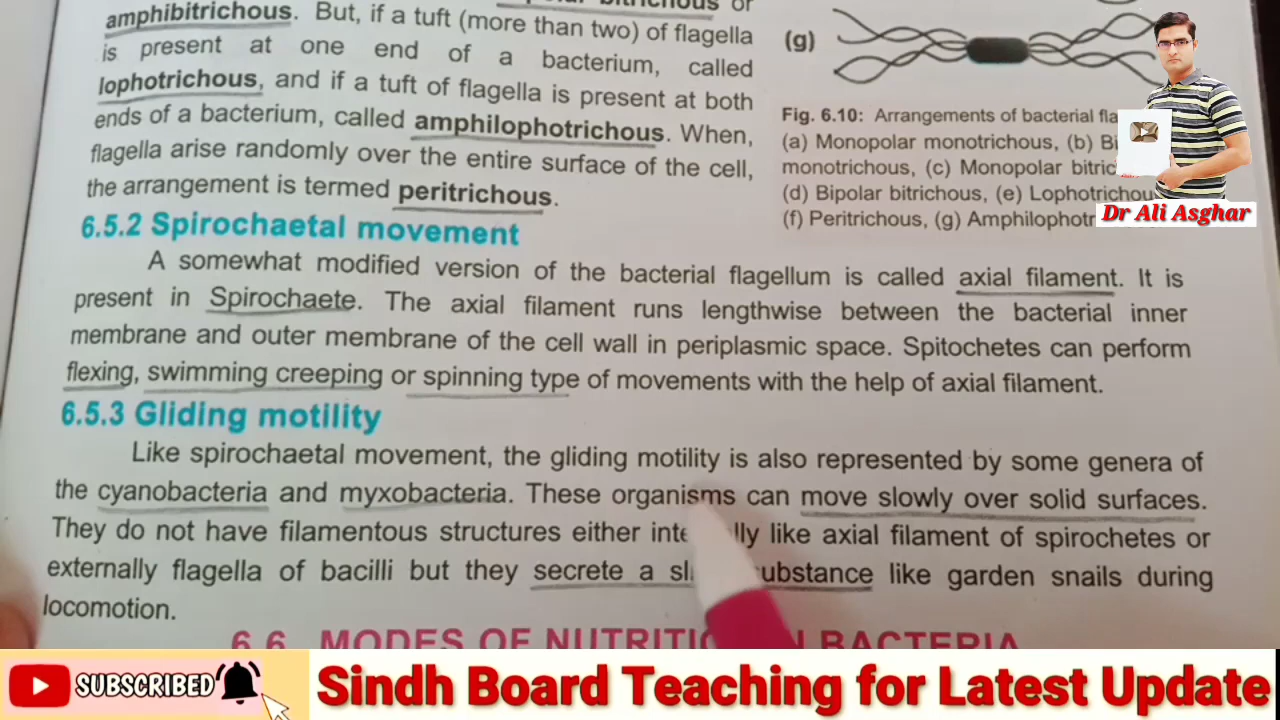 bitrichous or
amphibitrichous. But, if a tuft (more than two) of flagella
is present at one end of a bacterium, called
lophotrichous, and if a tuft of flagella is present at both
ends of a bacterium, called amphilophotrichous. When,
flagella arise randomly over the entire surface of the cell,
the arrangement is termed peritrichous.
(g)
Fig. 6.10: Arrangements of bacterial
(a) Monopolar monotrichous, (b)
monotrichous, (c) Monopolar
(d) Bipolar bitrichous, (e)
(f) Peritrichous, (g)
Dr Ali Asghar
6.5.2 Spirochaetal movement
A somewhat modified version of the bacterial flagellum is called axial filament. It is
present in Spirochaete. The axial filament runs lengthwise between the bacterial inner
membrane and outer membrane of the cell wall in periplasmic space. Spitochetes can perform
flexing, swimming creeping or spinning type of movements with the help of axial filament.
6.5.3 Gliding motility
Like spirochaetal movement, the gliding motility is also represented by some genera of
the cyanobacteria and myxobacteria. These organisms can move slowly over solid surfaces.
They do not have filamentous structures either like axial filament of spirochetes or
externally flagella of bacilli but they secrete a like garden snails during
locomotion.
6.6 MODES OF BACTERIA
SUBSCRIBED
Sindh Board Teaching for Latest Update